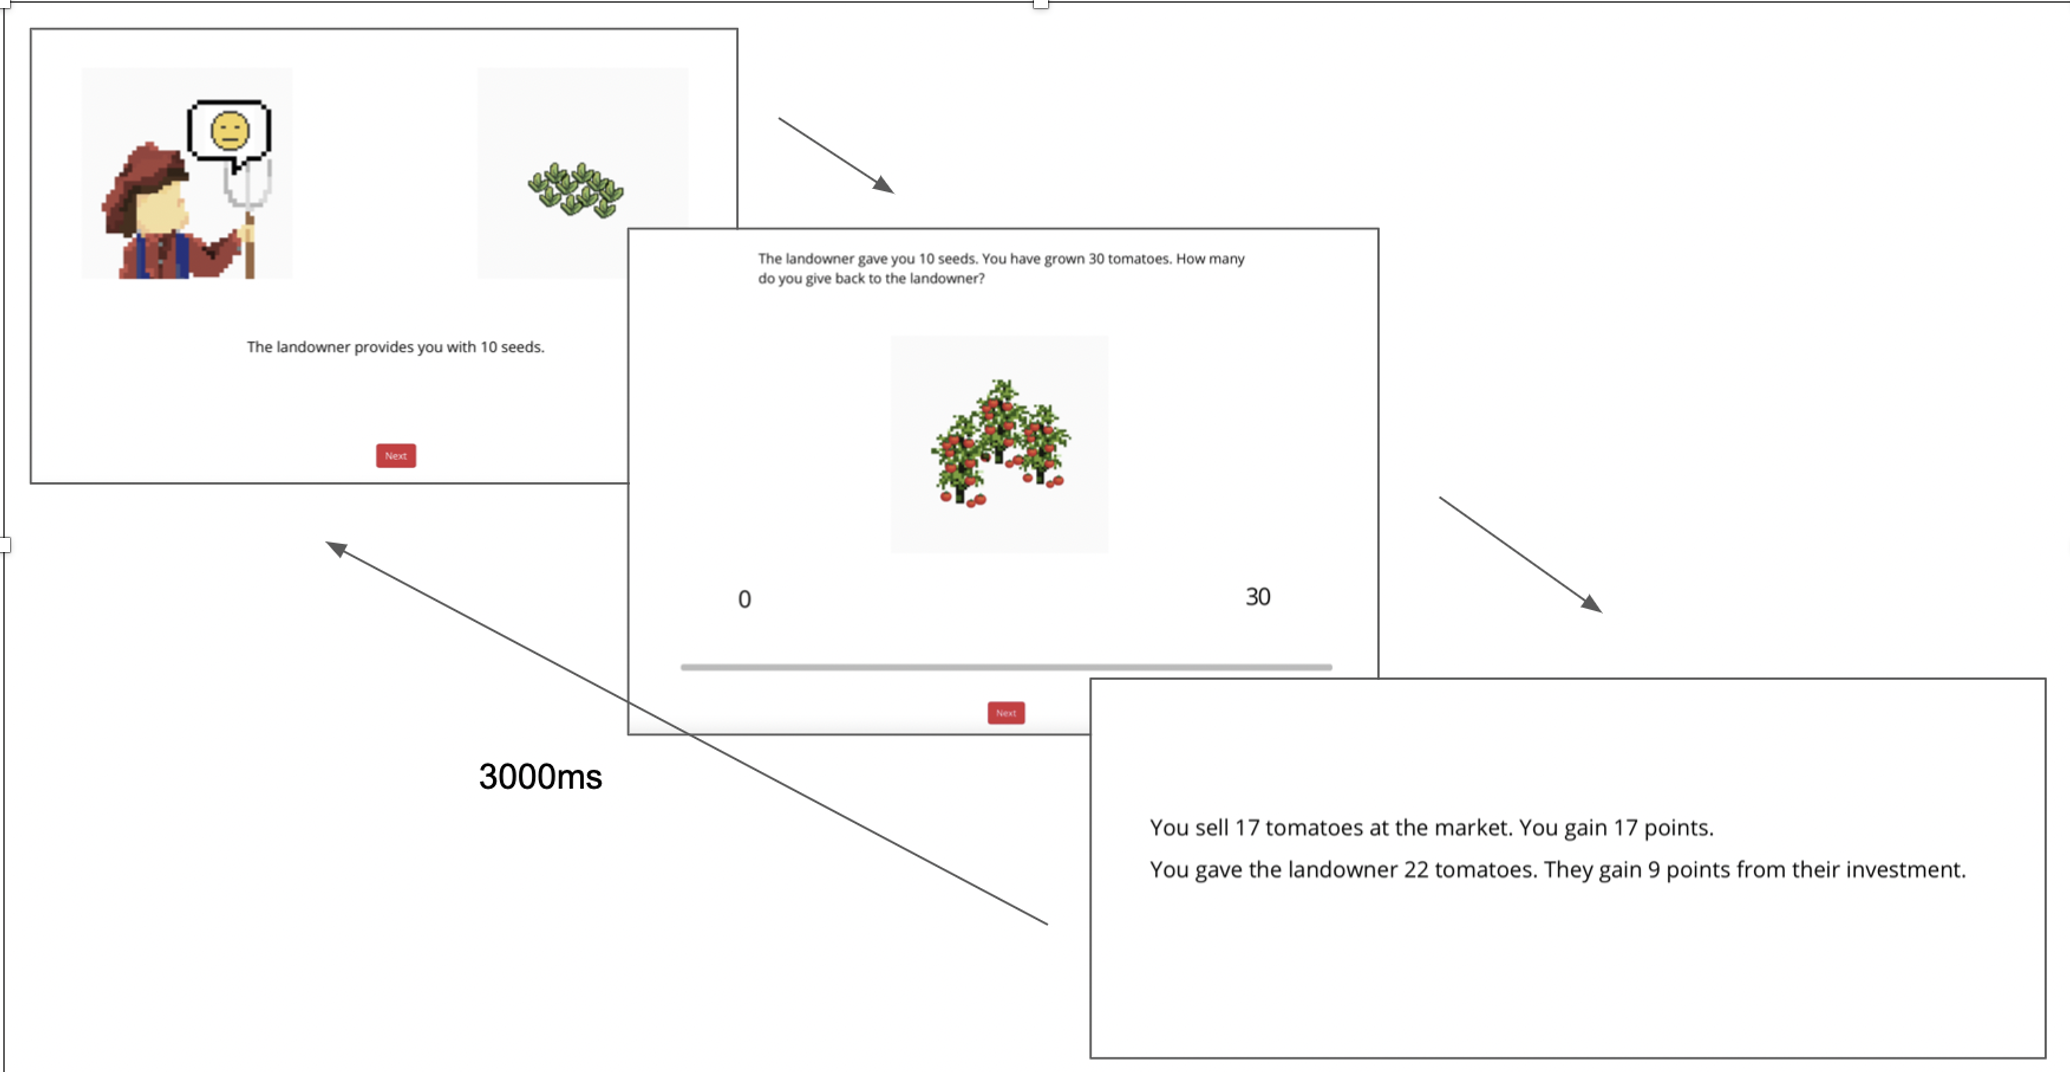 The landowner provides you with 10 seeds.
Next
The landowner gave you 10 seeds. You have grown 30 tomatoes. How many
do you give back to the landowner?
0
30
Next
3000ms
You sell 17 tomatoes at the market. You gain 17 points.
You gave the landowner 22 tomatoes. They gain 9 points from their investment.